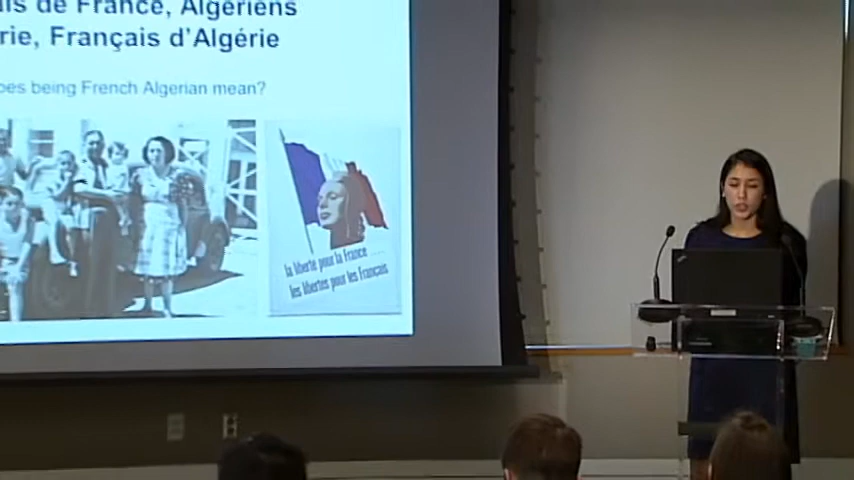 is de France, Algériens
rie, Français d'Algérie
oes being French Algerian mean?
la liberté pour la France
les libertés pour les Français